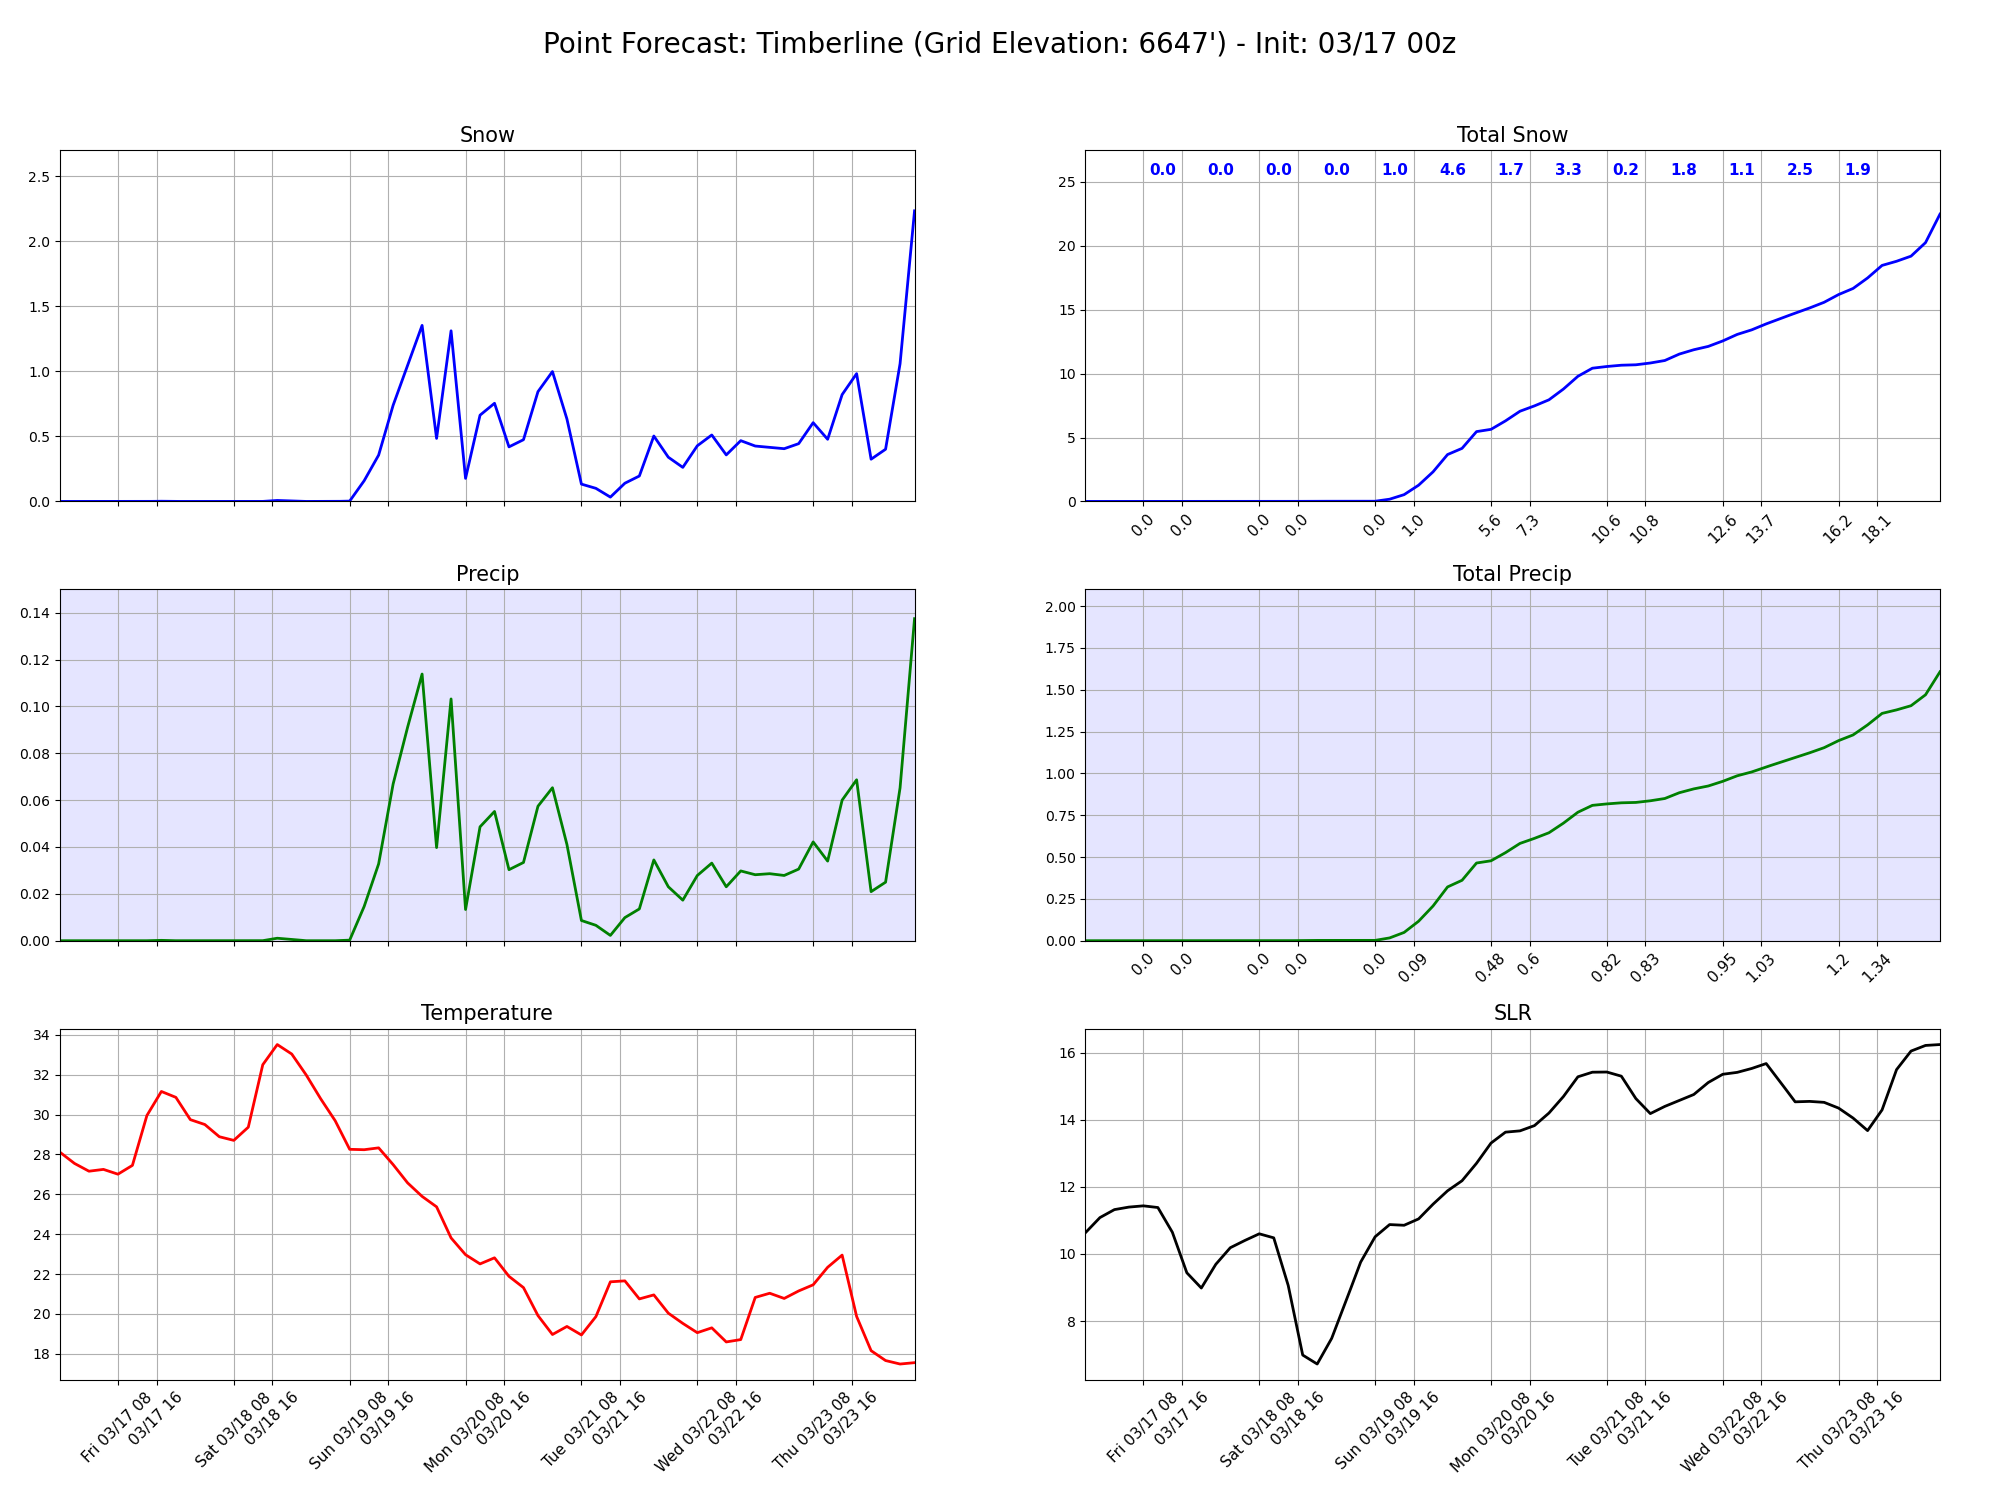 Point Forecast: Timberline (Grid Elevation: 6647') - Init: 03/17 00z
Snow
2.5
2.0
1.5
1.0
0.5
0.0
Total Snow
0.0 0.0 0.0 0.0 1.0 4.6 1.7 3.3 0.2 1.8 1.1 2.5 1.9
25
20
15
10
5
0
0.0 0.0 0.0 0.0 0.0 1.0 5.6 7.3 10.6 10.8 12.6 13.7 16.2 18.1
Precip
0.14
0.12
0.10
0.08
0.06
0.04
0.02
0.00
Total Precip
2.00
1.75
1.50
1.25
1.00
0.75
0.50
0.25
0.00
0.0 0.0 0.0 0.0 0.0 0.09 0.48 0.6 0.82 0.83 0.95 1.03 1.2 1.34
Temperature
34
32
30
28
26
24
22
20
18
Fri 03/17 08
03/17 16
Sat 03/18 08
03/18 16
Sun 03/19 08
03/19 16
Mon 03/20 08
03/20 16
Tue 03/21 08
03/21 16
Wed 03/22 08
03/22 16
Thu 03/23 08
03/23 16
SLR
16
14
12
10
8
Fri 03/17 08
03/17 16
Sat 03/18 08
03/18 16
Sun 03/19 08
03/19 16
Mon 03/20 08
03/20 16
Tue 03/21 08
03/21 16
Wed 03/22 08
03/22 16
Thu 03/23 08
03/23 16